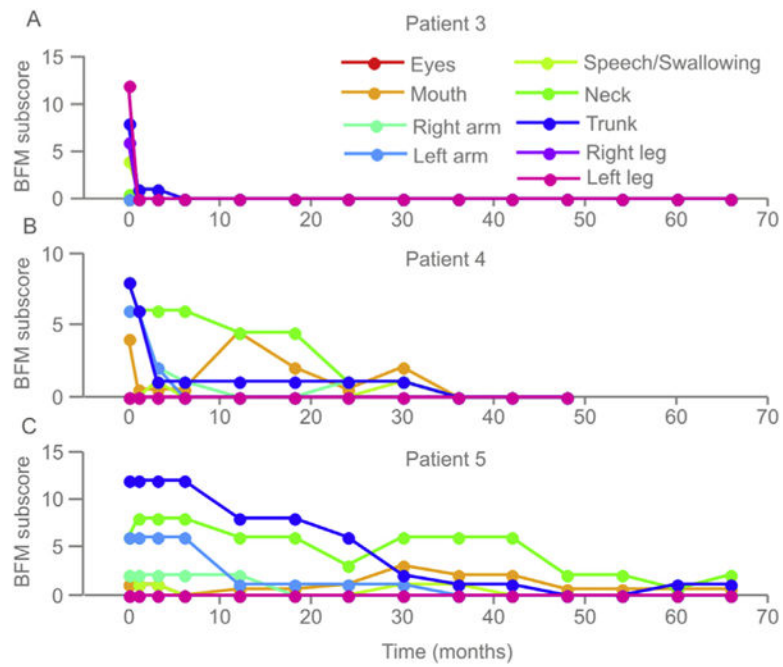 A
Patient 3
BFM subscore
15
10
5
0
Eyes
Speech/Swallowing
Mouth
Neck
Right arm
Trunk
Left arm
Right leg
Left leg
0 10 20 30 40 50 60 70
B
Patient 4
BFM subscore
10
5
0
0 10 20 30 40 50 60 70
C
Patient 5
BFM subscore
15
10
5
0
0 10 20 30 40 50 60 70
Time (months)